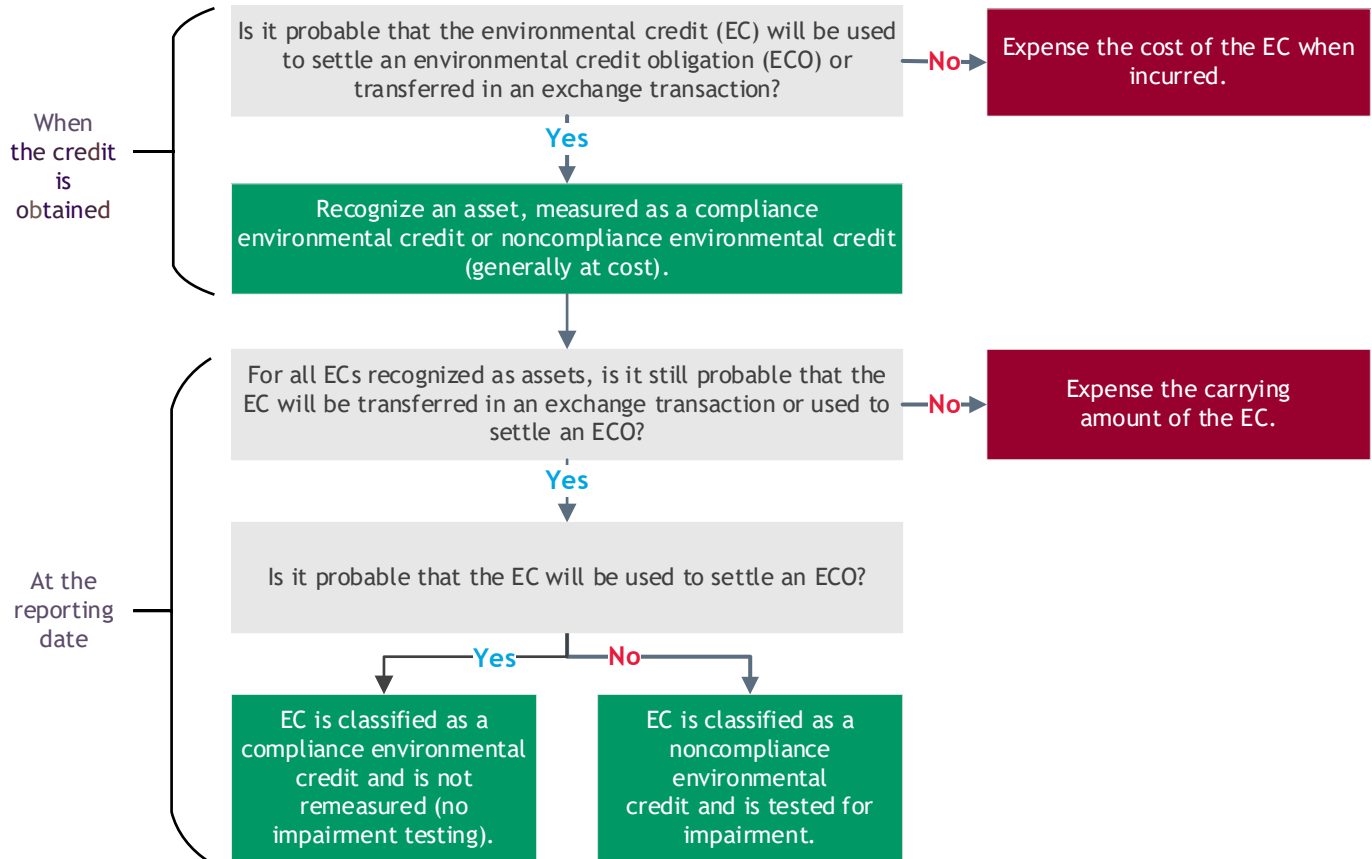 Is it probable that the environmental credit (EC) will be used
to settle an environmental credit obligation (ECO) or
transferred in an exchange transaction?
No
Expense the cost of the EC when
incurred.
When
the credit
is
obtained
Yes
Recognize an asset, measured as a compliance
environmental credit or noncompliance environmental credit
(generally at cost).
For all ECs recognized as assets, is it still probable that the
EC will be transferred in an exchange transaction or used to
settle an ECO?
No
Expense the carrying
amount of the EC.
Yes
At the
reporting
date
Is it probable that the EC will be used to settle an ECO?
Yes
No
EC is classified as a
compliance environmental
credit and is not
remeasured (no
impairment testing).
EC is classified as a
noncompliance
environmental
credit and is tested for
impairment.